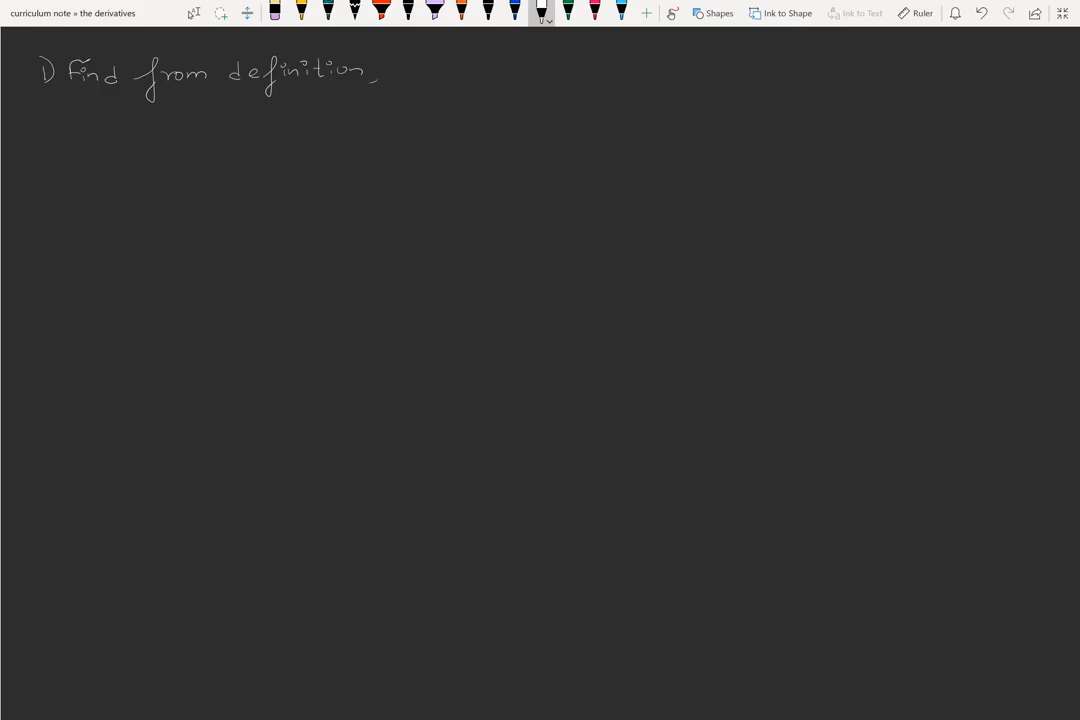 curriculum note » the derivatives
Shapes Ink to Shape Ink to Text Ruler
1) Find from definition,